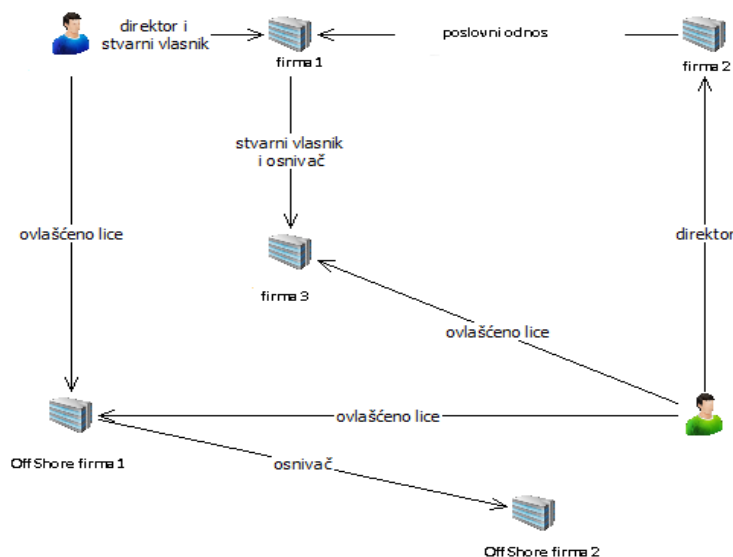 direktor i
stvarni vlasnik
poslovni odnos
firma 1
firma 2
stvarni vlasnik
i osnivač
ovlašćeno lice
direktor
firma 3
ovlašćeno lice
ovlašćeno lice
OffShore firma 1
osnivač
OffShore firma 2